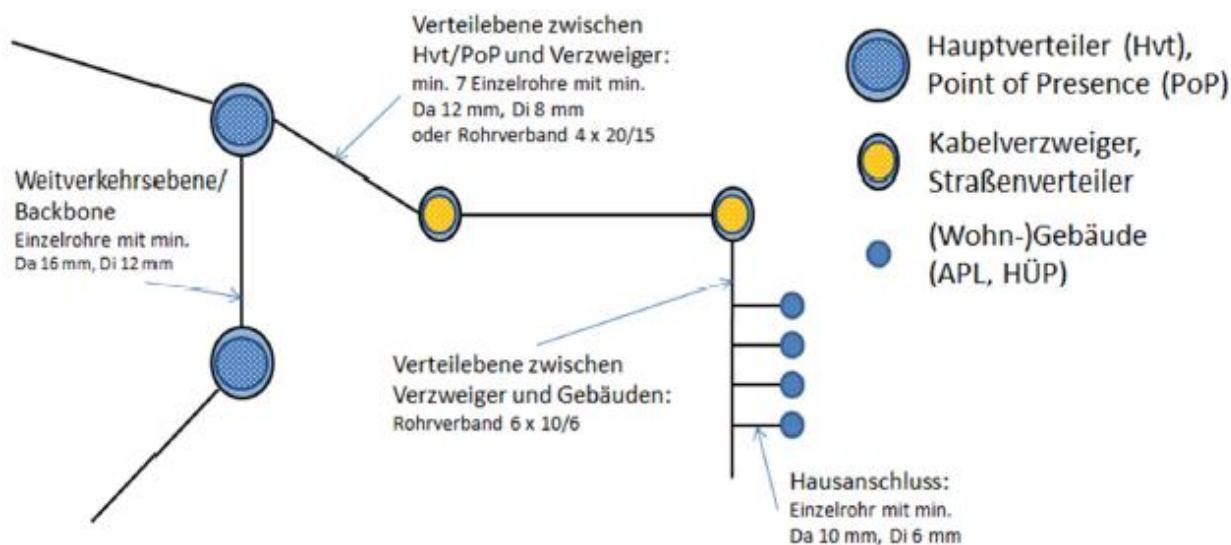 Verteilebene zwischen
Hvt/PoP und Verzweiger:
min. 7 Einzelrohre mit min.
Da 12 mm, Di 8 mm
oder Rohrverband 4 x 20/15
Hauptverteiler (Hvt),
Point of Presence (PoP)
Kabelverzweiger,
Straßenverteiler
(Wohn-)Gebäude
(APL, HÜP)
Weitverkehrsebene/
Backbone
Einzelrohre mit min.
Da 16 mm, Di 12 mm
Verteilebene zwischen
Verzweiger und Gebäuden:
Rohrverband 6 x 10/6
Hausanschluss:
Einzelrohr mit min.
Da 10 mm, Di 6 mm